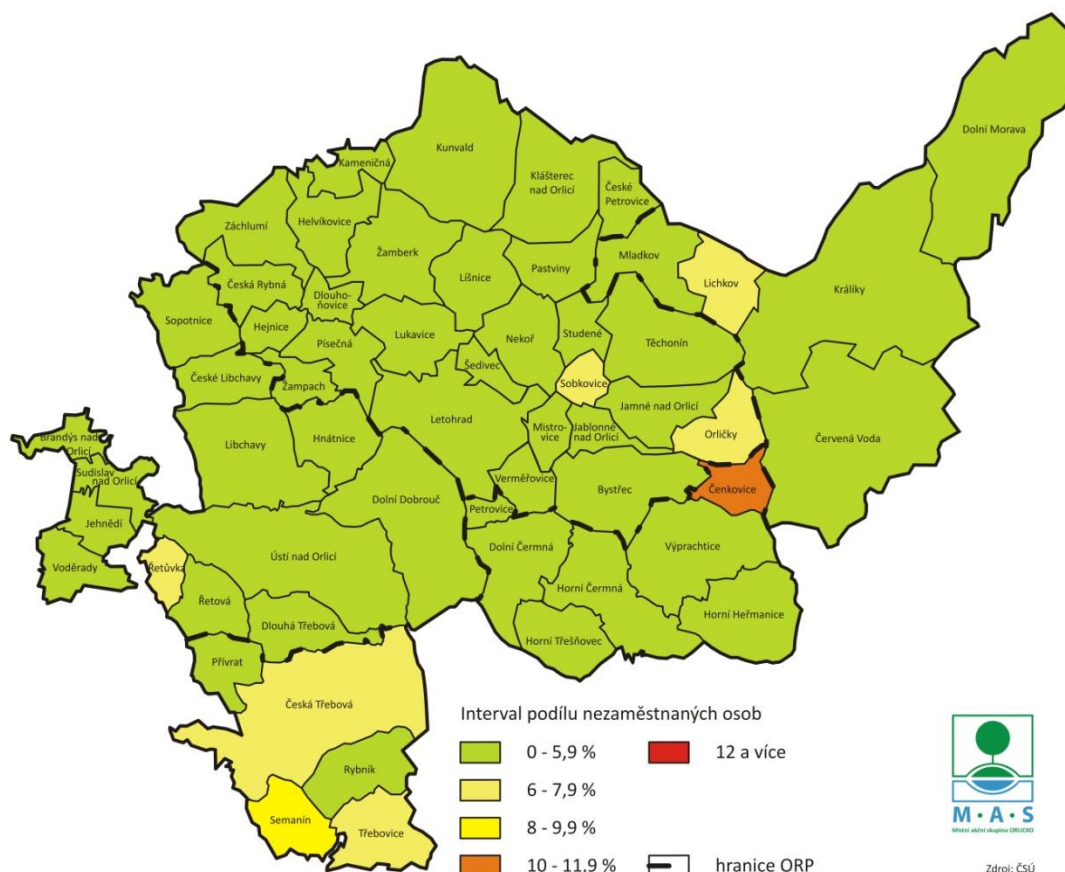 Dolní Morava
Kunvald
Kameničná
Klášterec
nad Orlicí
České
Petrovice
Záchlumí
Helvíkovice
Žamberk
Líšnice
Pastviny
Mladkov
Lichkov
Králíky
Česká Rybná
Dlouho-
ňovice
Sopotnice
Hejnice
Písečná
Lukavice
Nekoř
Studené
Těchonín
Šedivec
České Libchavy
Žampach
Sobkovice
Letohrad
Jamné nad Orlicí
Libchavy
Hnátnice
Mistro-
vice
Jablonné
nad Orlicí
Orličky
Červená Voda
Brandýs nad
Orlicí
Sudislav
nad Orlicí
Verměřovice
Bystřec
Čenkovice
Dolní Dobrouč
Petrovice
Jehnědí
Dolní Čermná
Výprachtice
Ústí nad Orlicí
Voděrady
Řetůvka
Horní Čermná
Řetová
Horní Heřmanice
Dlouhá Třebová
Horní Třešňovec
Přívrat
Česká Třebová
Rybník
Semanín
Třebovice
Interval podílu nezaměstnaných osob
0 - 5,9 %
12 a více
6 - 7,9 %
8 - 9,9 %
10 - 11,9 %
hranice ORP
M · A · S
Místní akční skupina ORLICKO
Zdroj: ČSÚ